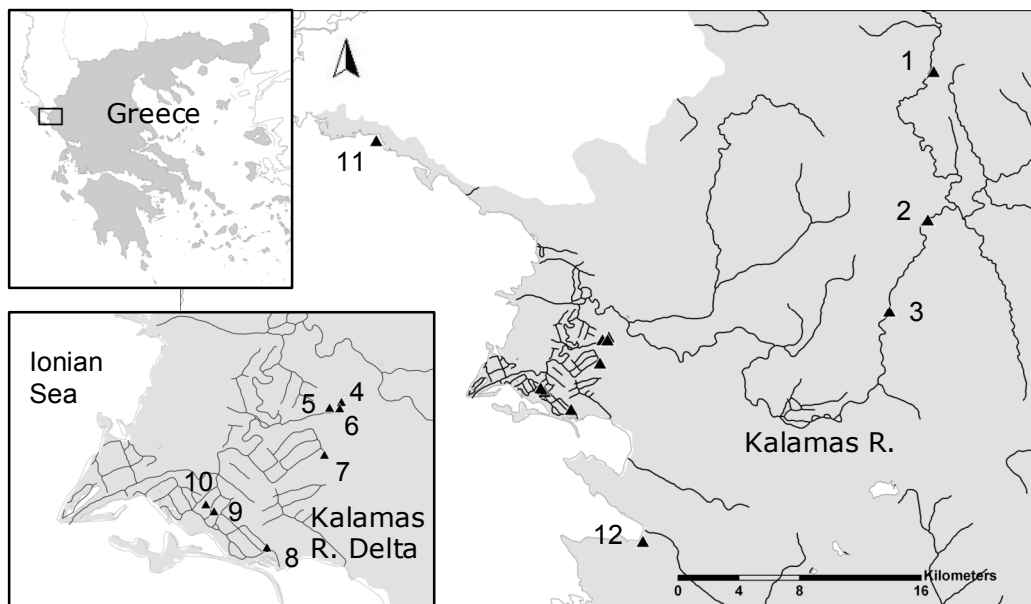 Greece
1
11
2
3
Ionian
Sea
4
5
6
7
10
9
Kalamas
R. Delta
8
Kalamas R.
12
Kilometers
0 4 8 16